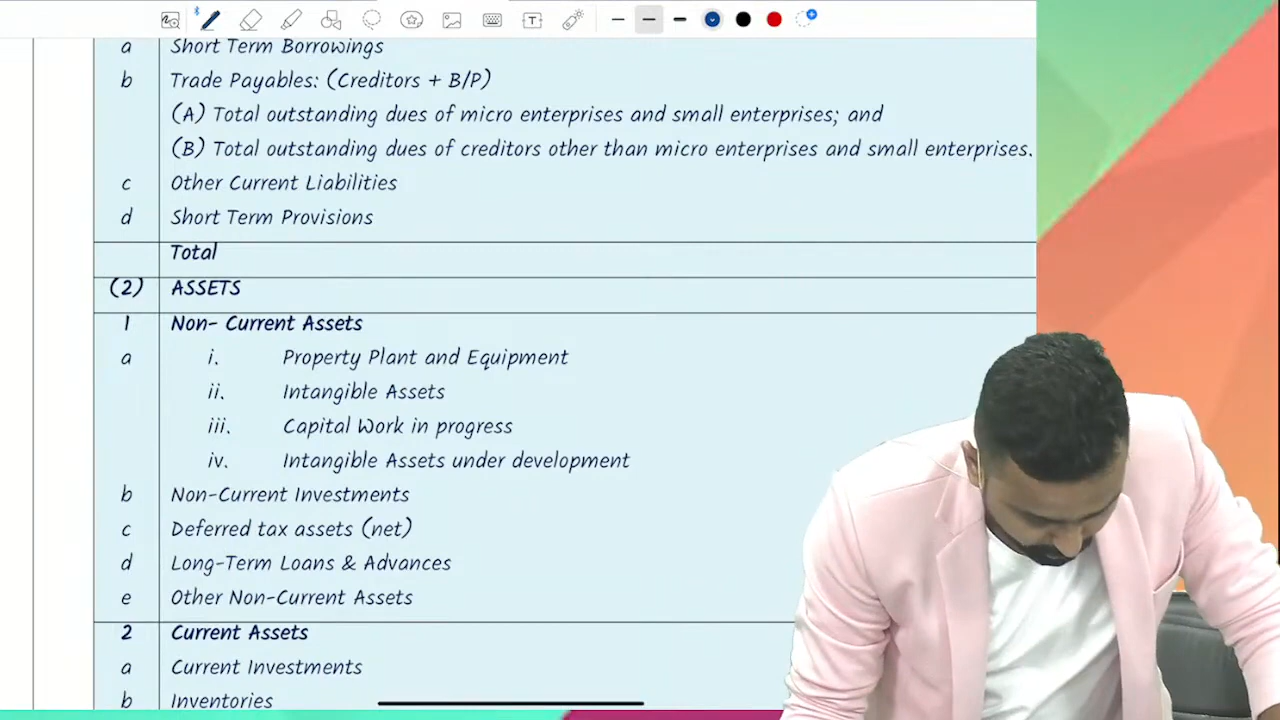 a Short Term Borrowings
b Trade Payables: (Creditors + B/P)
(A) Total outstanding dues of micro enterprises and small enterprises; and
(B) Total outstanding dues of creditors other than micro enterprises and small enterprises.
c Other Current Liabilities
d Short Term Provisions
Total
(2) ASSETS
1 Non- Current Assets
a i. Property Plant and Equipment
ii. Intangible Assets
iii. Capital Work in progress
iv. Intangible Assets under development
b Non-Current Investments
c Deferred tax assets (net)
d Long-Term Loans & Advances
e Other Non-Current Assets
2 Current Assets
a Current Investments
b Inventories